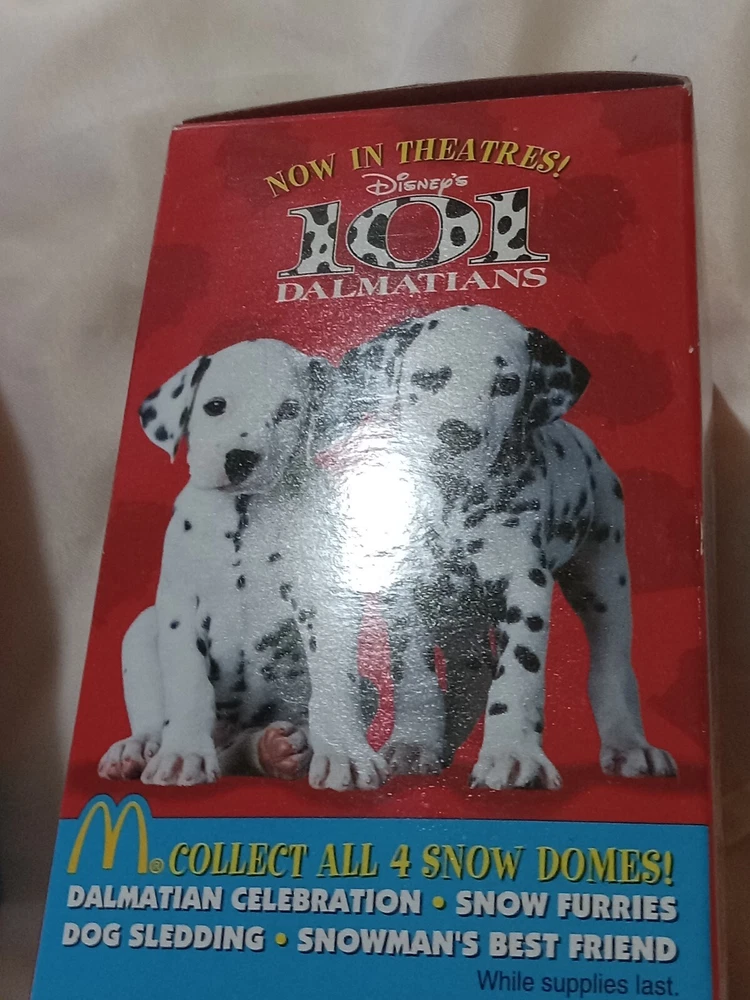 NOW IN THEATRES!
DISNEY'S
101
DALMATIANS
M® COLLECT ALL 4 SNOW DOMES!
DALMATIAN CELEBRATION • SNOW FURRIES
DOG SLEDDING • SNOWMAN'S BEST FRIEND
While supplies last.